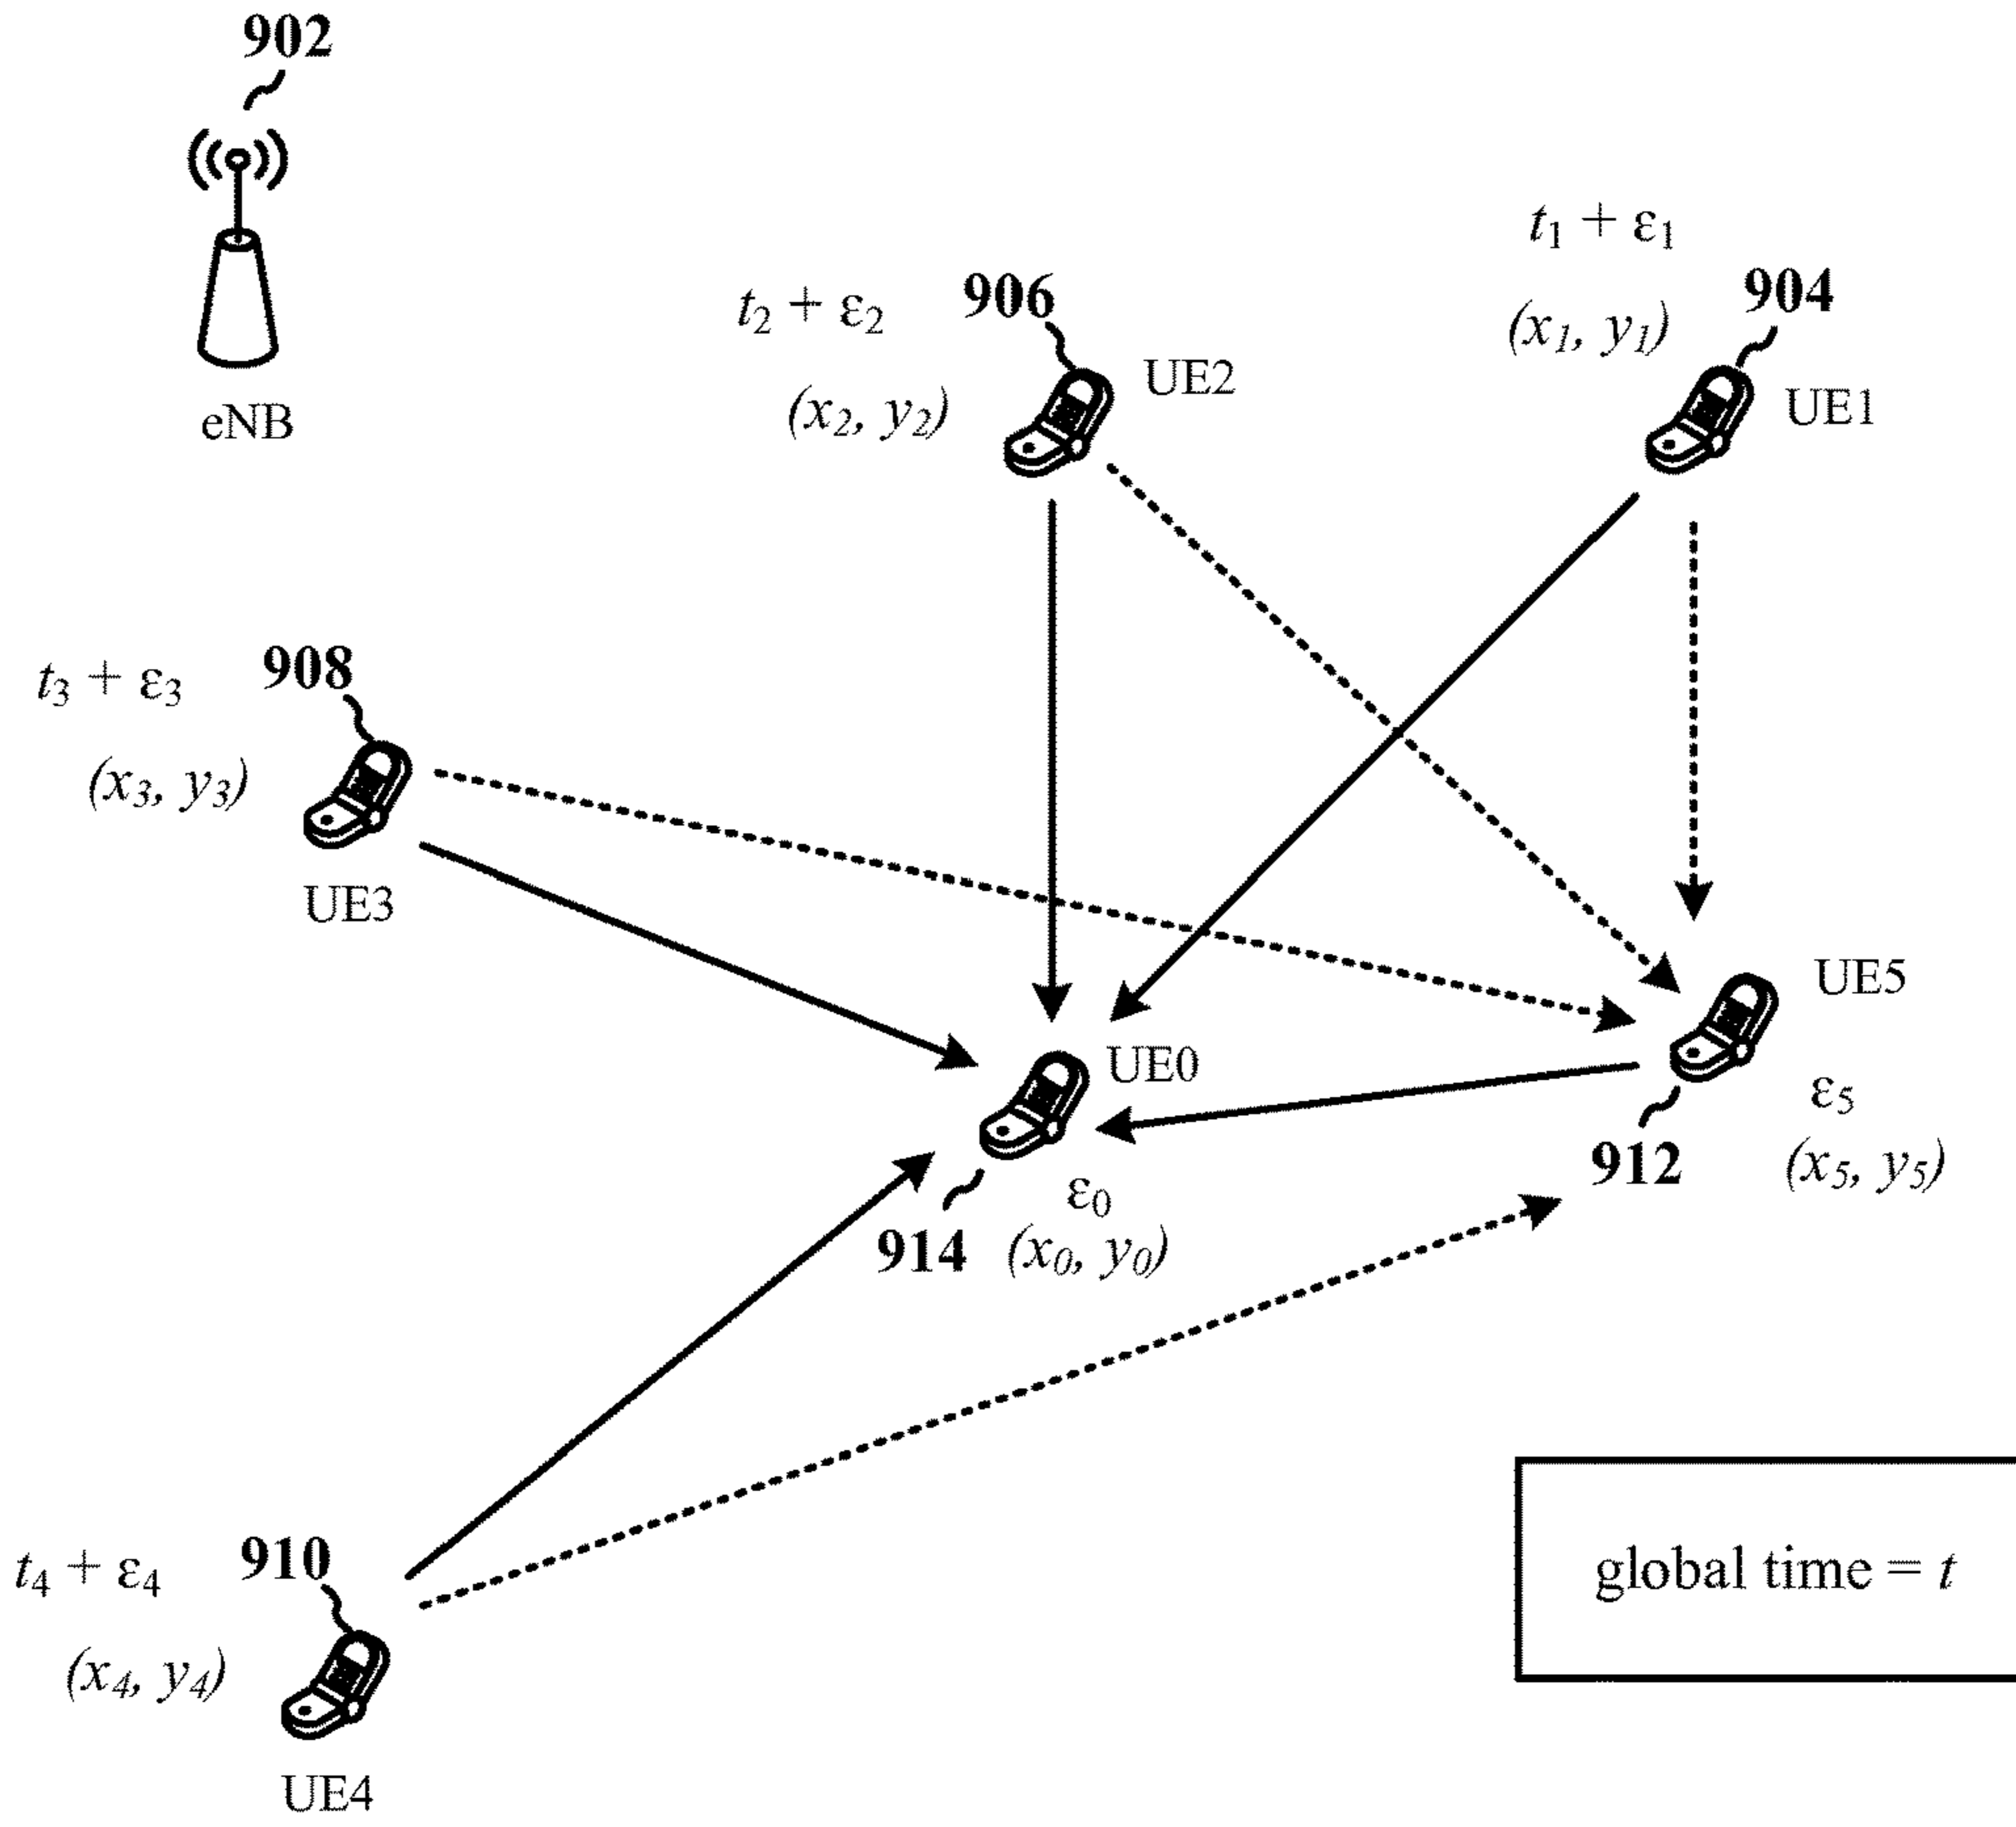 902
eNB
t₁ + ε₁
904
(x₁, y₁)
UE1
t₂ + ε₂
906
(x₂, y₂)
UE2
t₃ + ε₃
908
(x₃, y₃)
UE3
UE5
ε₅
912
(x₅, y₅)
UE0
ε₀
914
(x₀, y₀)
t₄ + ε₄
910
(x₄, y₄)
UE4
global time = t